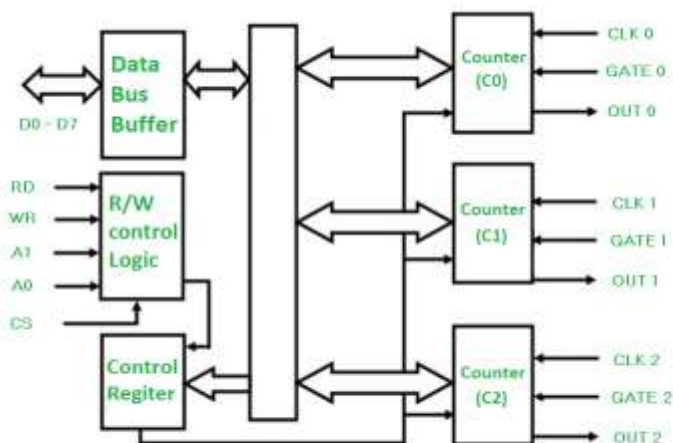 Data
Bus
Buffer
D0 - D7
RD
WR
A1
A0
CS
R/W
control
Logic
Control
Regiter
Counter
(C0)
CLK 0
GATE 0
OUT 0
Counter
(C1)
CLK 1
GATE 1
OUT 1
Counter
(C2)
CLK 2
GATE 2
OUT 2